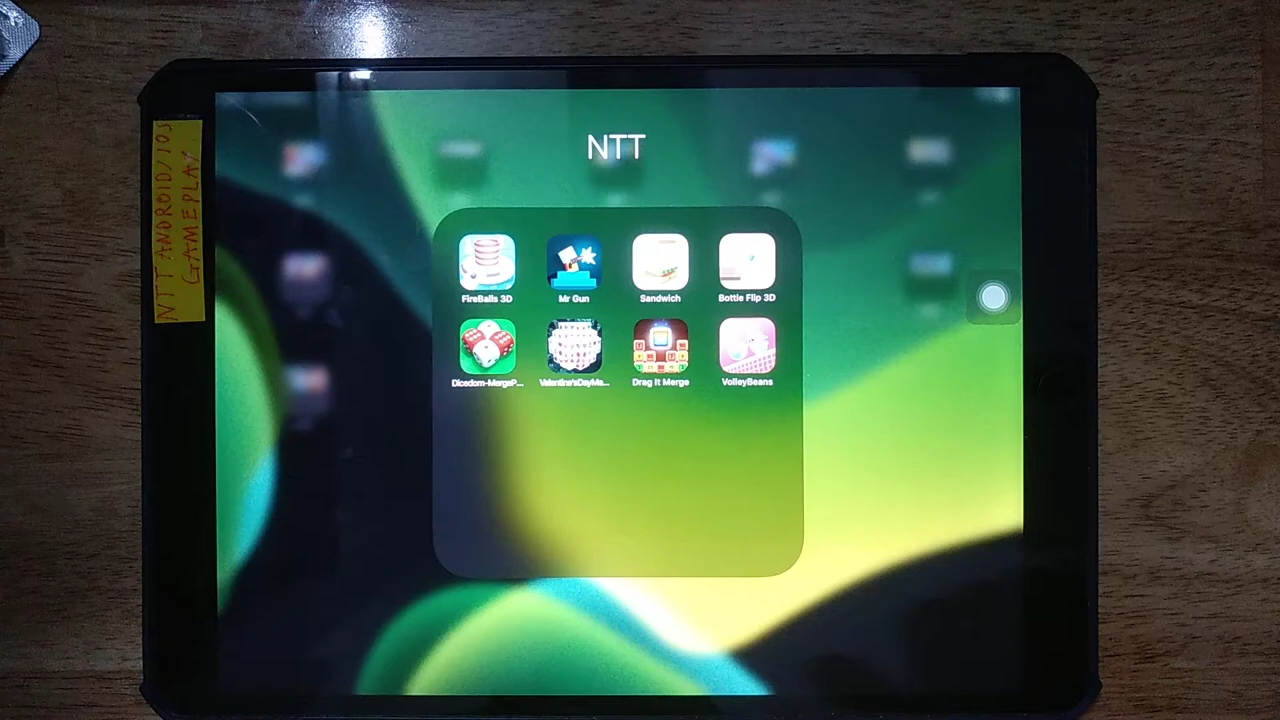 NTT ANDROID/IOS
GAMEPLAY
NTT
FireBalls 3D
Mr Gun
Sandwich
Bottle Flip 3D
Dicedom-MergeP...
Valentine'sDayMa...
Drag It Merge
VolleyBeans